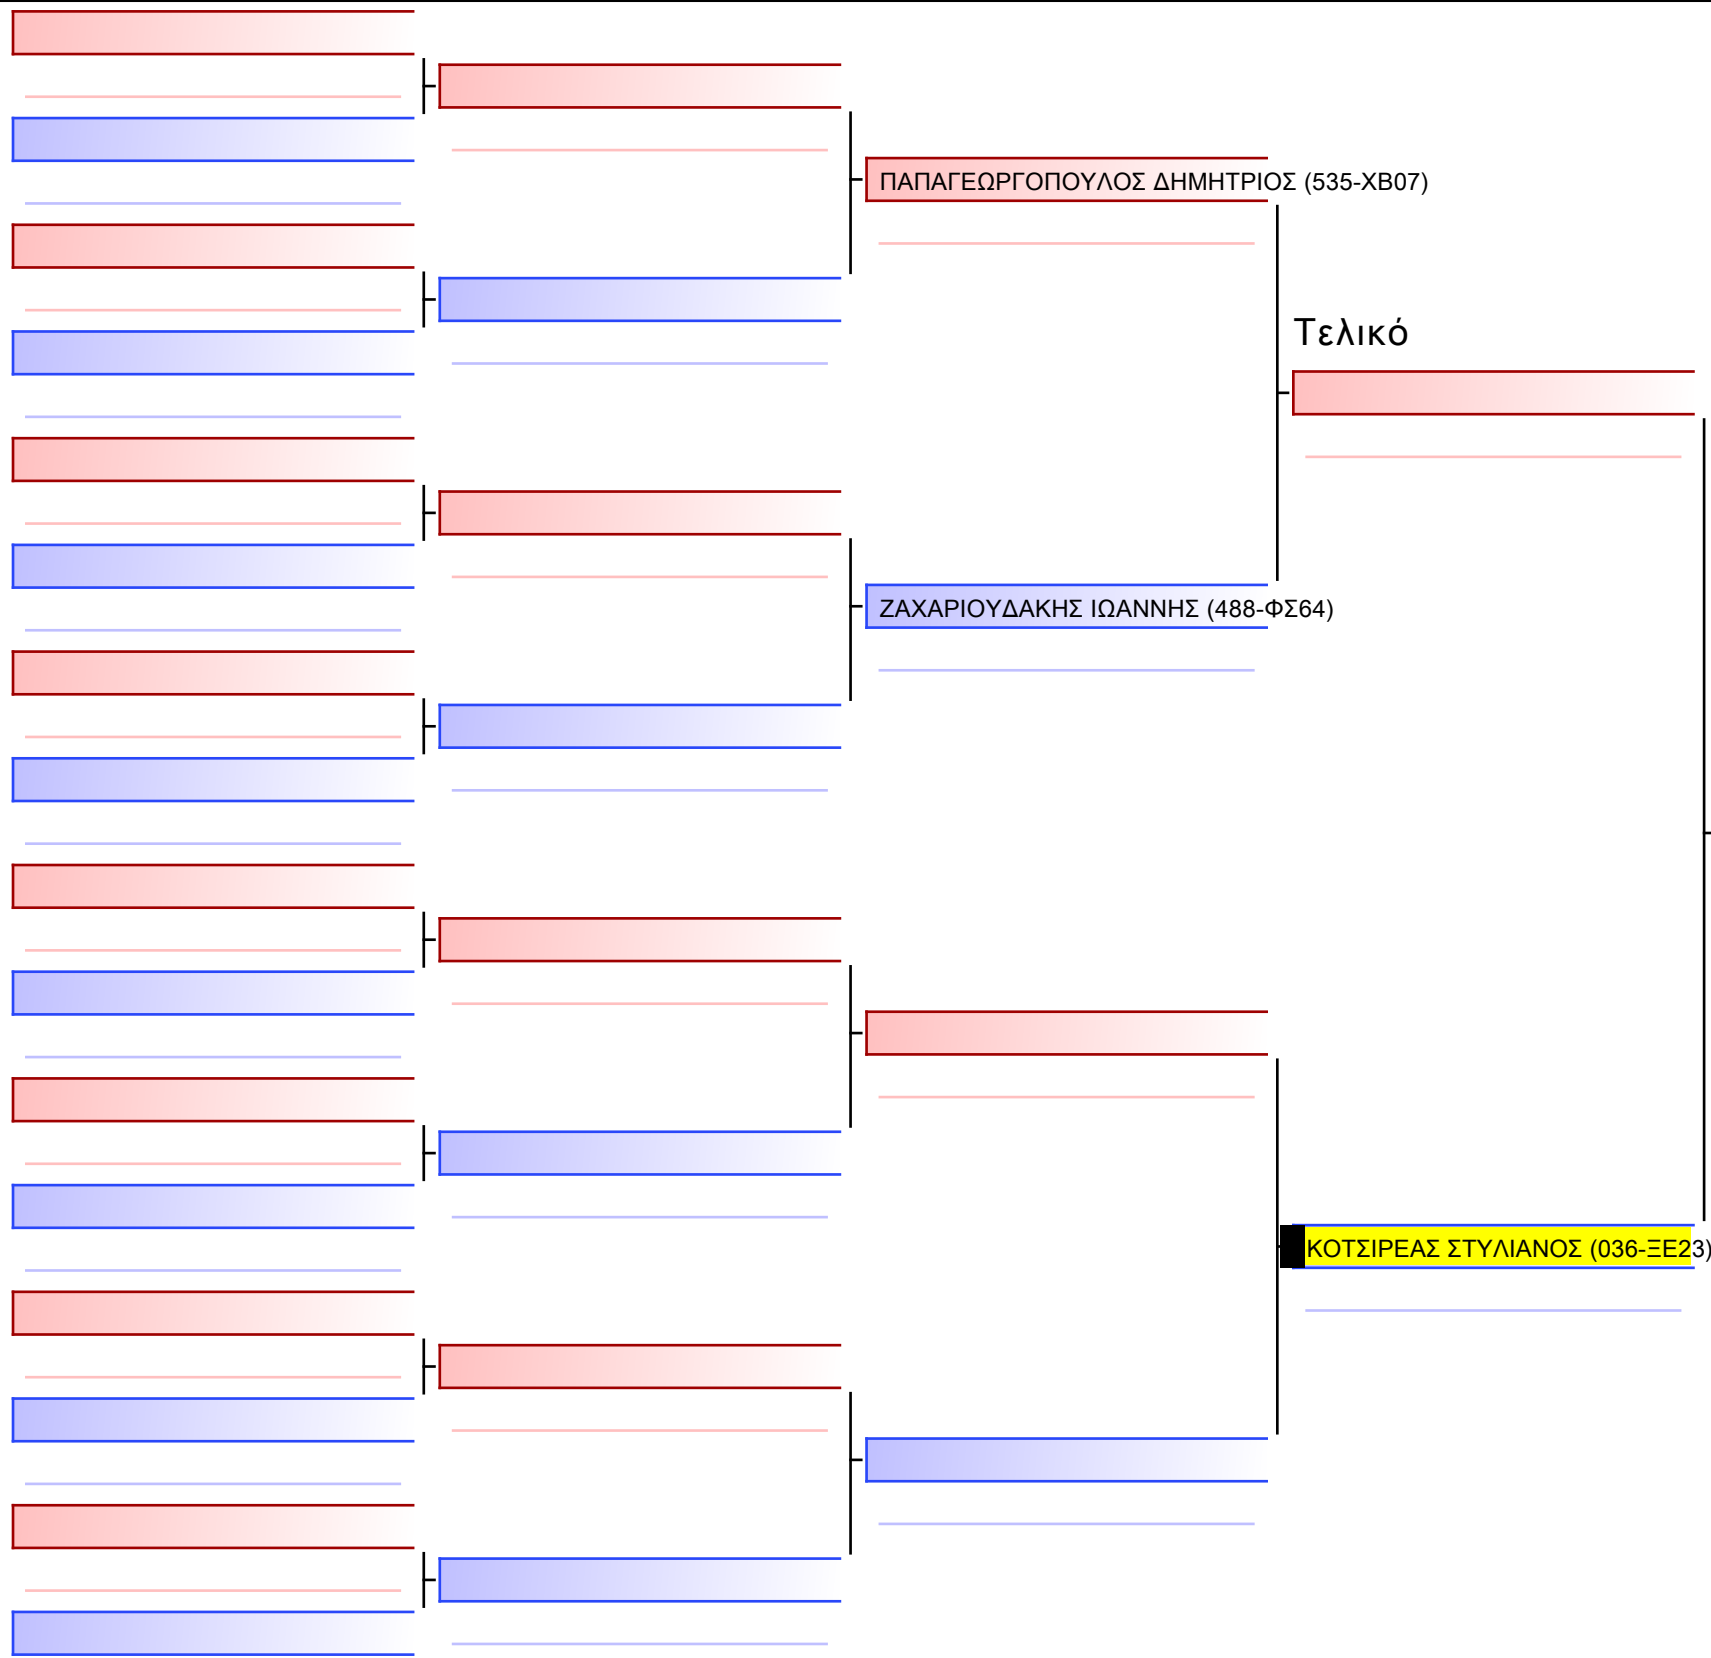 ΠΑΠΑΓΕΩΡΓΟΠΟΥΛΟΣ ΔΗΜΗΤΡΙΟΣ (535-ΧΒ07)
Τελικό
ΖΑΧΑΡΙΟΥΔΑΚΗΣ ΙΩΑΝΝΗΣ (488-ΦΣ64)
ΚΟΤΣΙΡΕΑΣ ΣΤΥΛΙΑΝΟΣ (036-ΞΕ23)